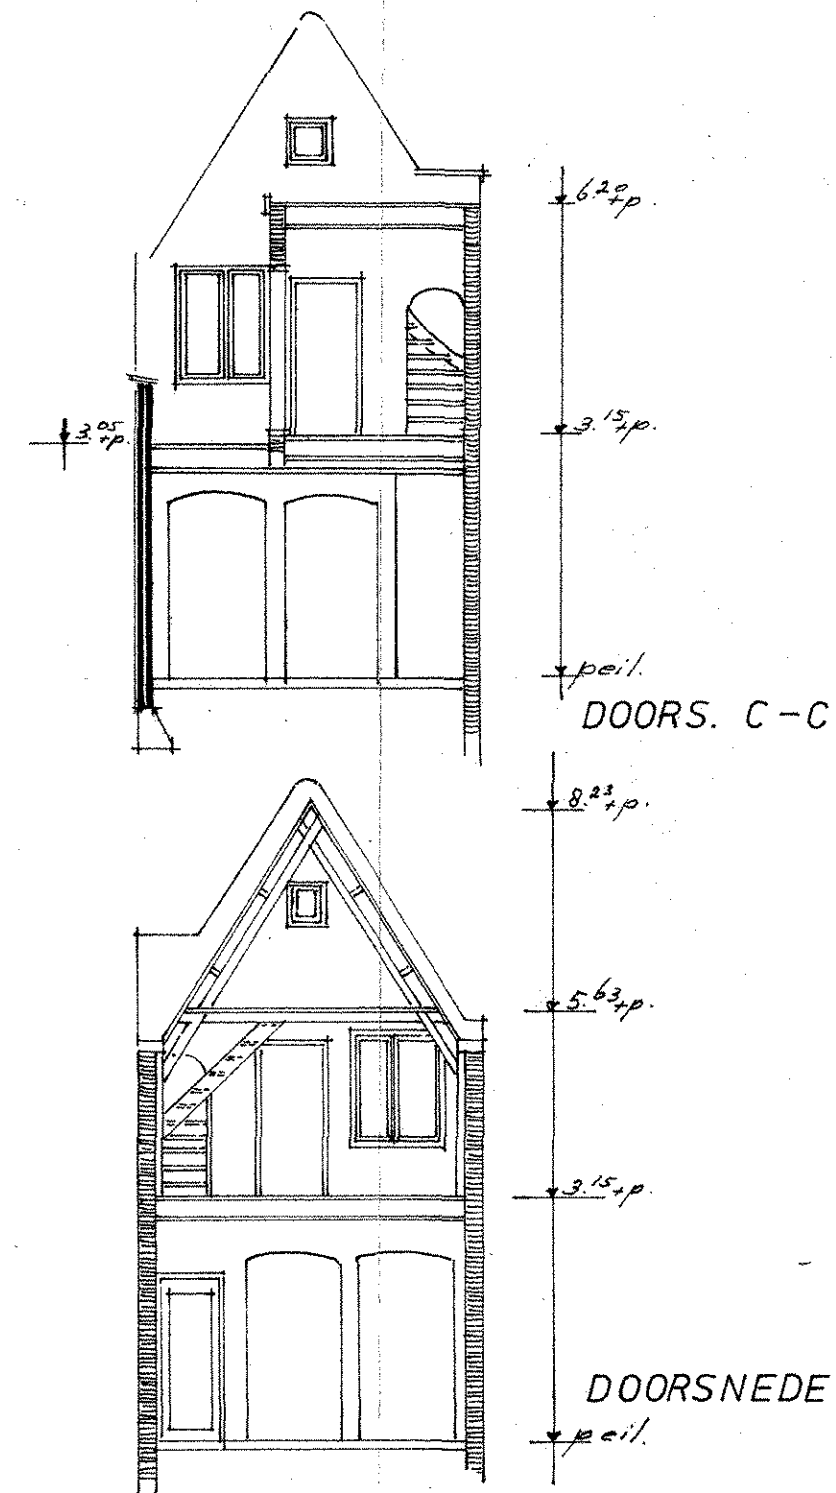 6.20 +p.
3.05 +p.
3.15 +p.
peil.
DOORS. C-C
8.23 +p.
5.63 +p.
3.15 +p.
DOORSNEDE
peil.